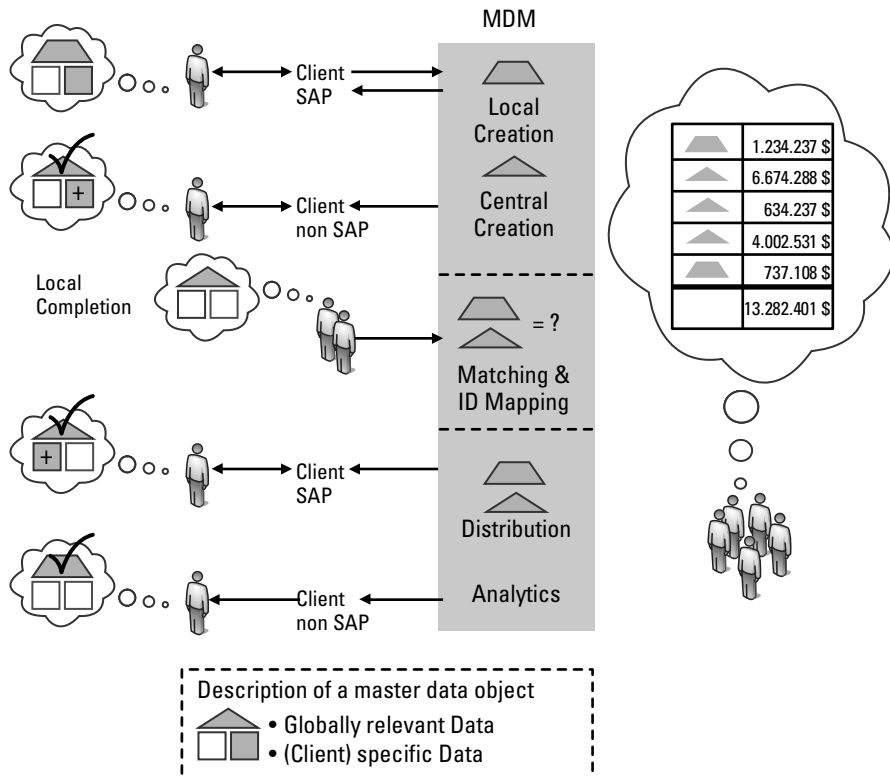 MDM
Client
SAP
Local
Creation
+
Client
non SAP
Central
Creation
Local
Completion
= ?
Matching &
ID Mapping
+
Client
SAP
Distribution
Client
non SAP
Analytics
1.234.237 $
6.674.288 $
634.237 $
4.002.531 $
737.108 $
13.282.401 $
Description of a master data object
• Globally relevant Data
• (Client) specific Data